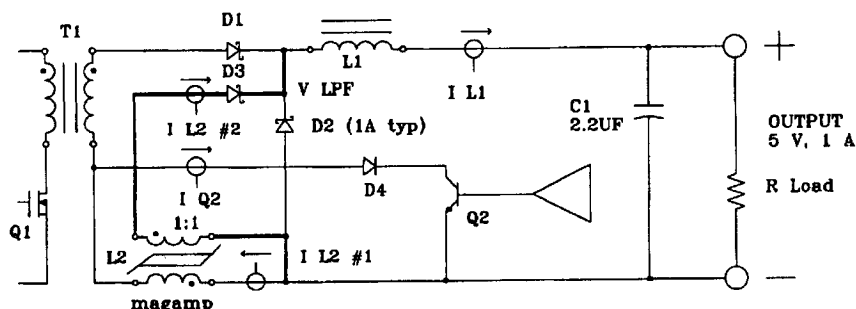 T1
D1
D3
L1
I L1
V LPF
I L2 #2
D2 (1A typ)
C1
2.2UF
OUTPUT
5 V, 1 A
R Load
I Q2
D4
Q2
Q1
1:1
L2
I L2 #1
magamp
+
−